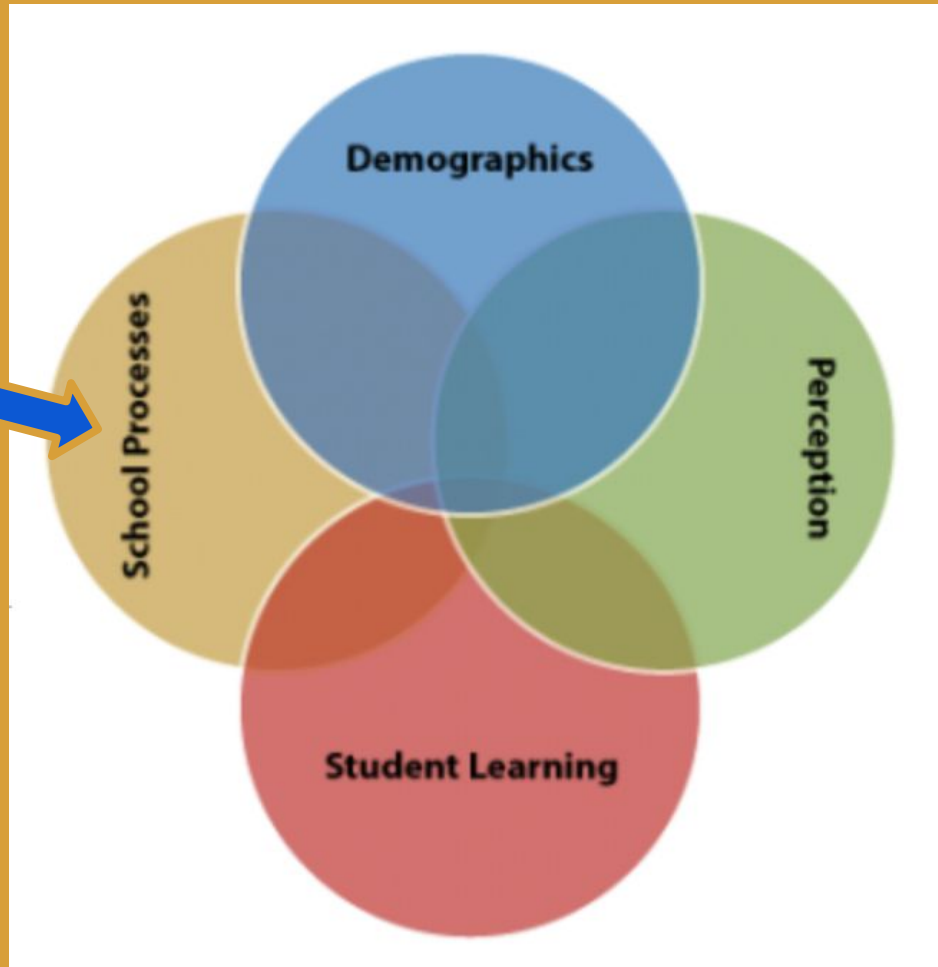 Demographics
School Processes
Perception
Student Learning